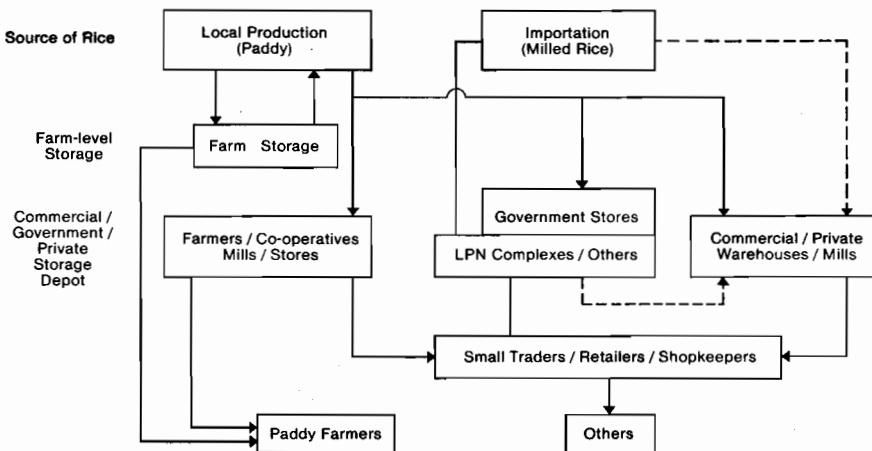 Source of Rice
Local Production
(Paddy)
Importation
(Milled Rice)
Farm-level
Storage
Farm Storage
Commercial /
Government /
Private
Storage
Depot
Farmers / Co-operatives
Mills / Stores
Government Stores
LPN Complexes / Others
Commercial / Private
Warehouses / Mills
Small Traders / Retailers / Shopkeepers
Paddy Farmers
Others